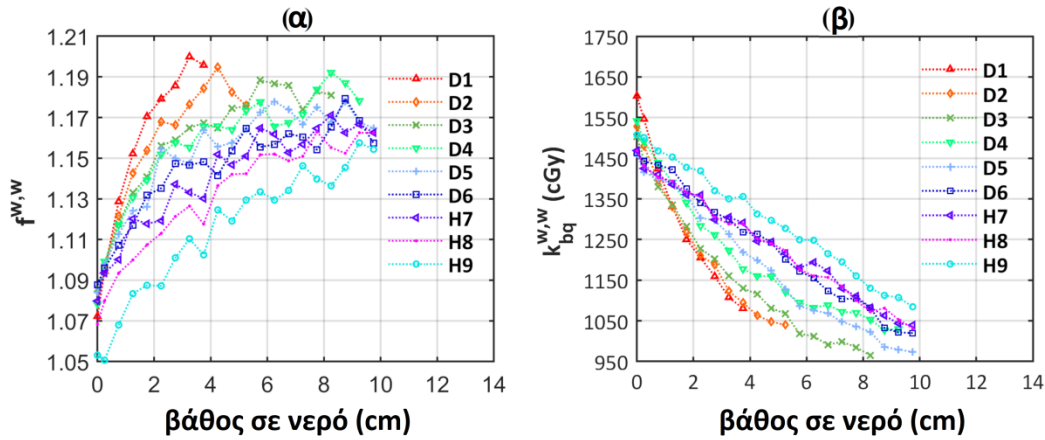 (α)
f^w,w
1.21
1.19
1.17
1.15
1.13
1.11
1.09
1.07
1.05
0 2 4 6 8 10 12 14
βάθος σε νερό (cm)
D1
D2
D3
D4
D5
D6
H7
H8
H9
(β)
k_bq^w,w (cGy)
1750
1650
1550
1450
1350
1250
1150
1050
950
0 2 4 6 8 10 12 14
βάθος σε νερό (cm)
D1
D2
D3
D4
D5
D6
H7
H8
H9